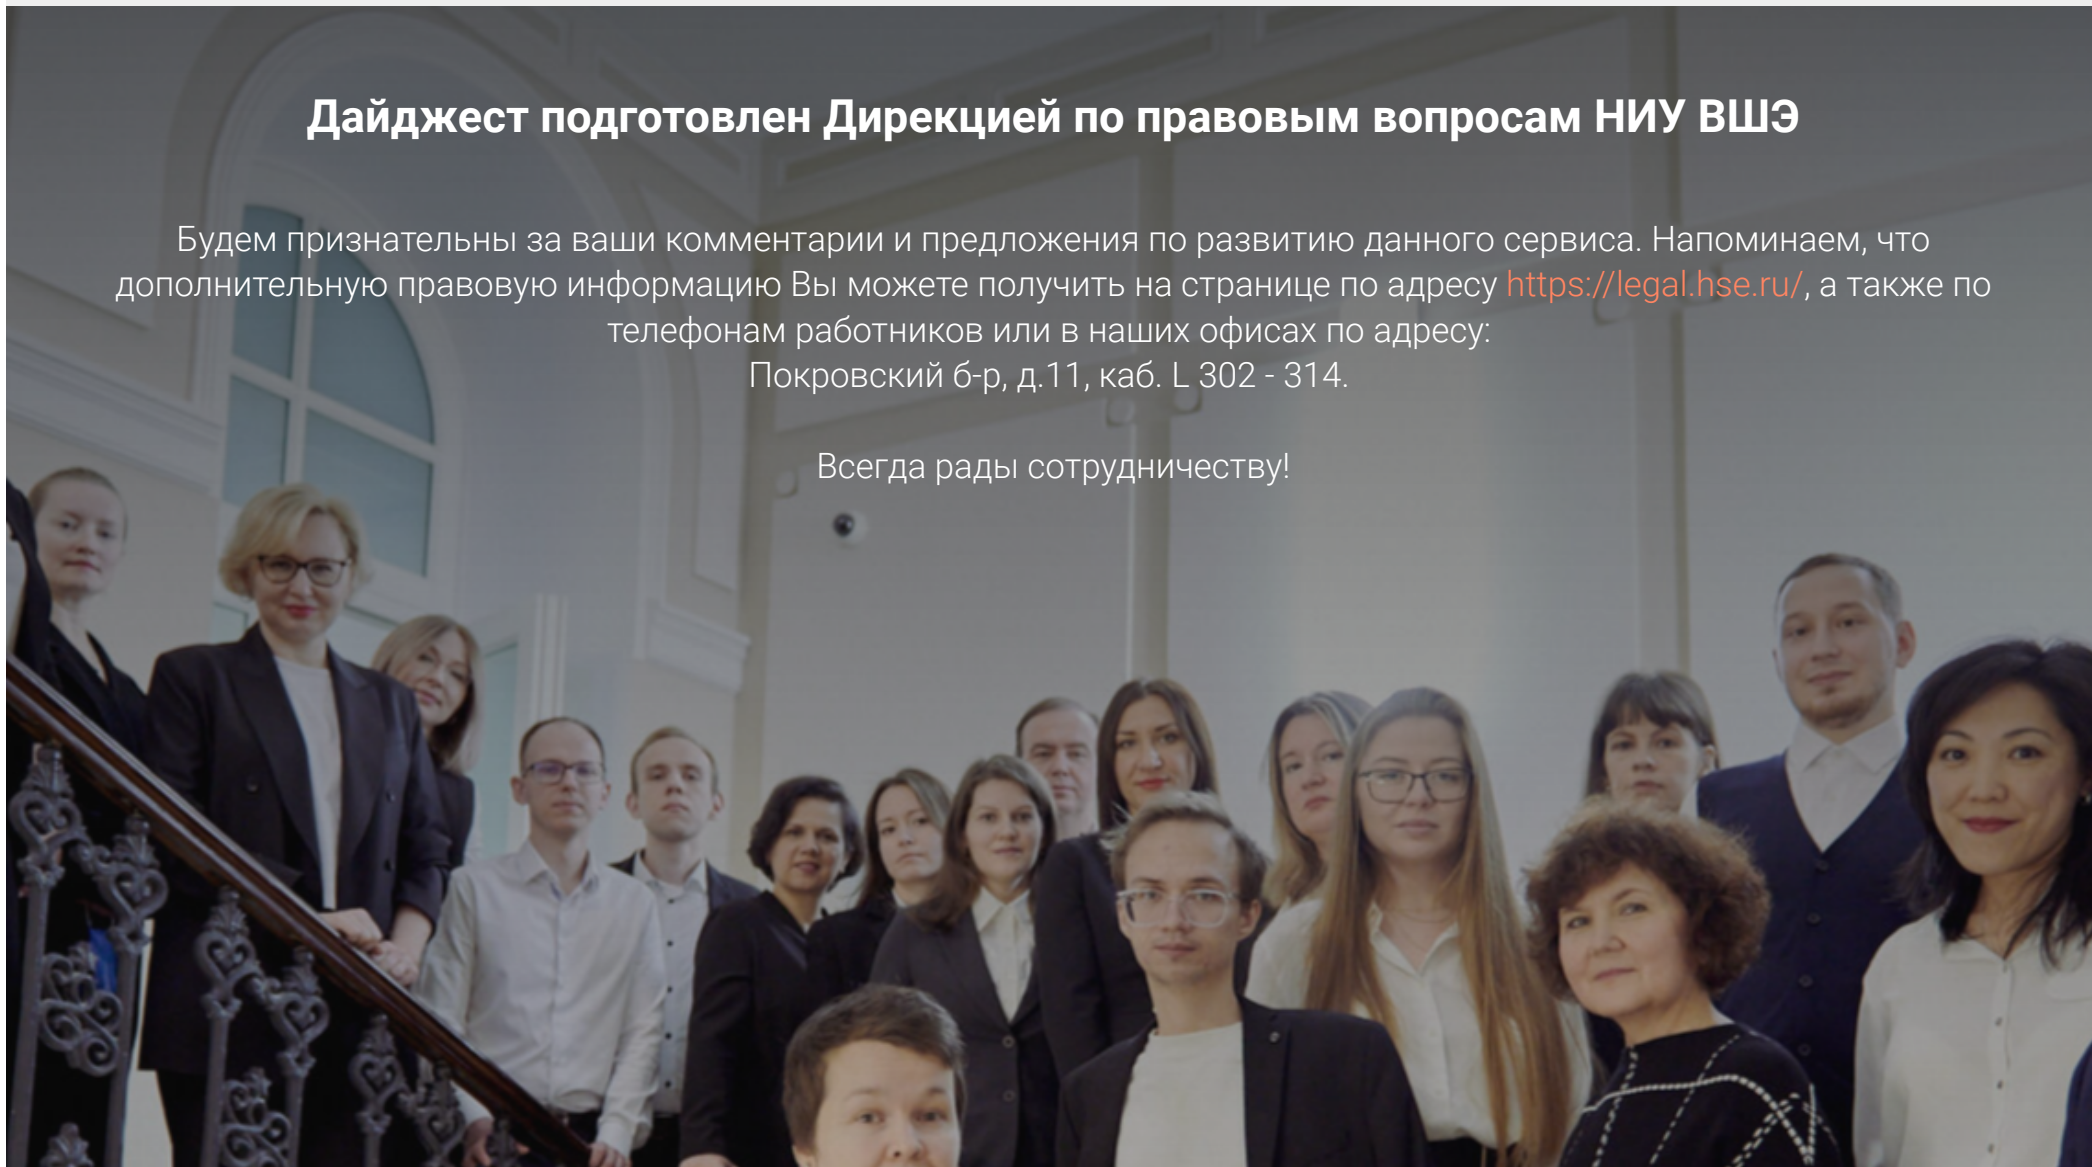 Дайджест подготовлен Дирекцией по правовым вопросам НИУ ВШЭ
Будем признательны за ваши комментарии и предложения по развитию данного сервиса. Напоминаем, что
дополнительную правовую информацию Вы можете получить на странице по адресу https://legal.hse.ru/, а также по
телефонам работников или в наших офисах по адресу:
Покровский б-р, д.11, каб. L 302 - 314.
Всегда рады сотрудничеству!